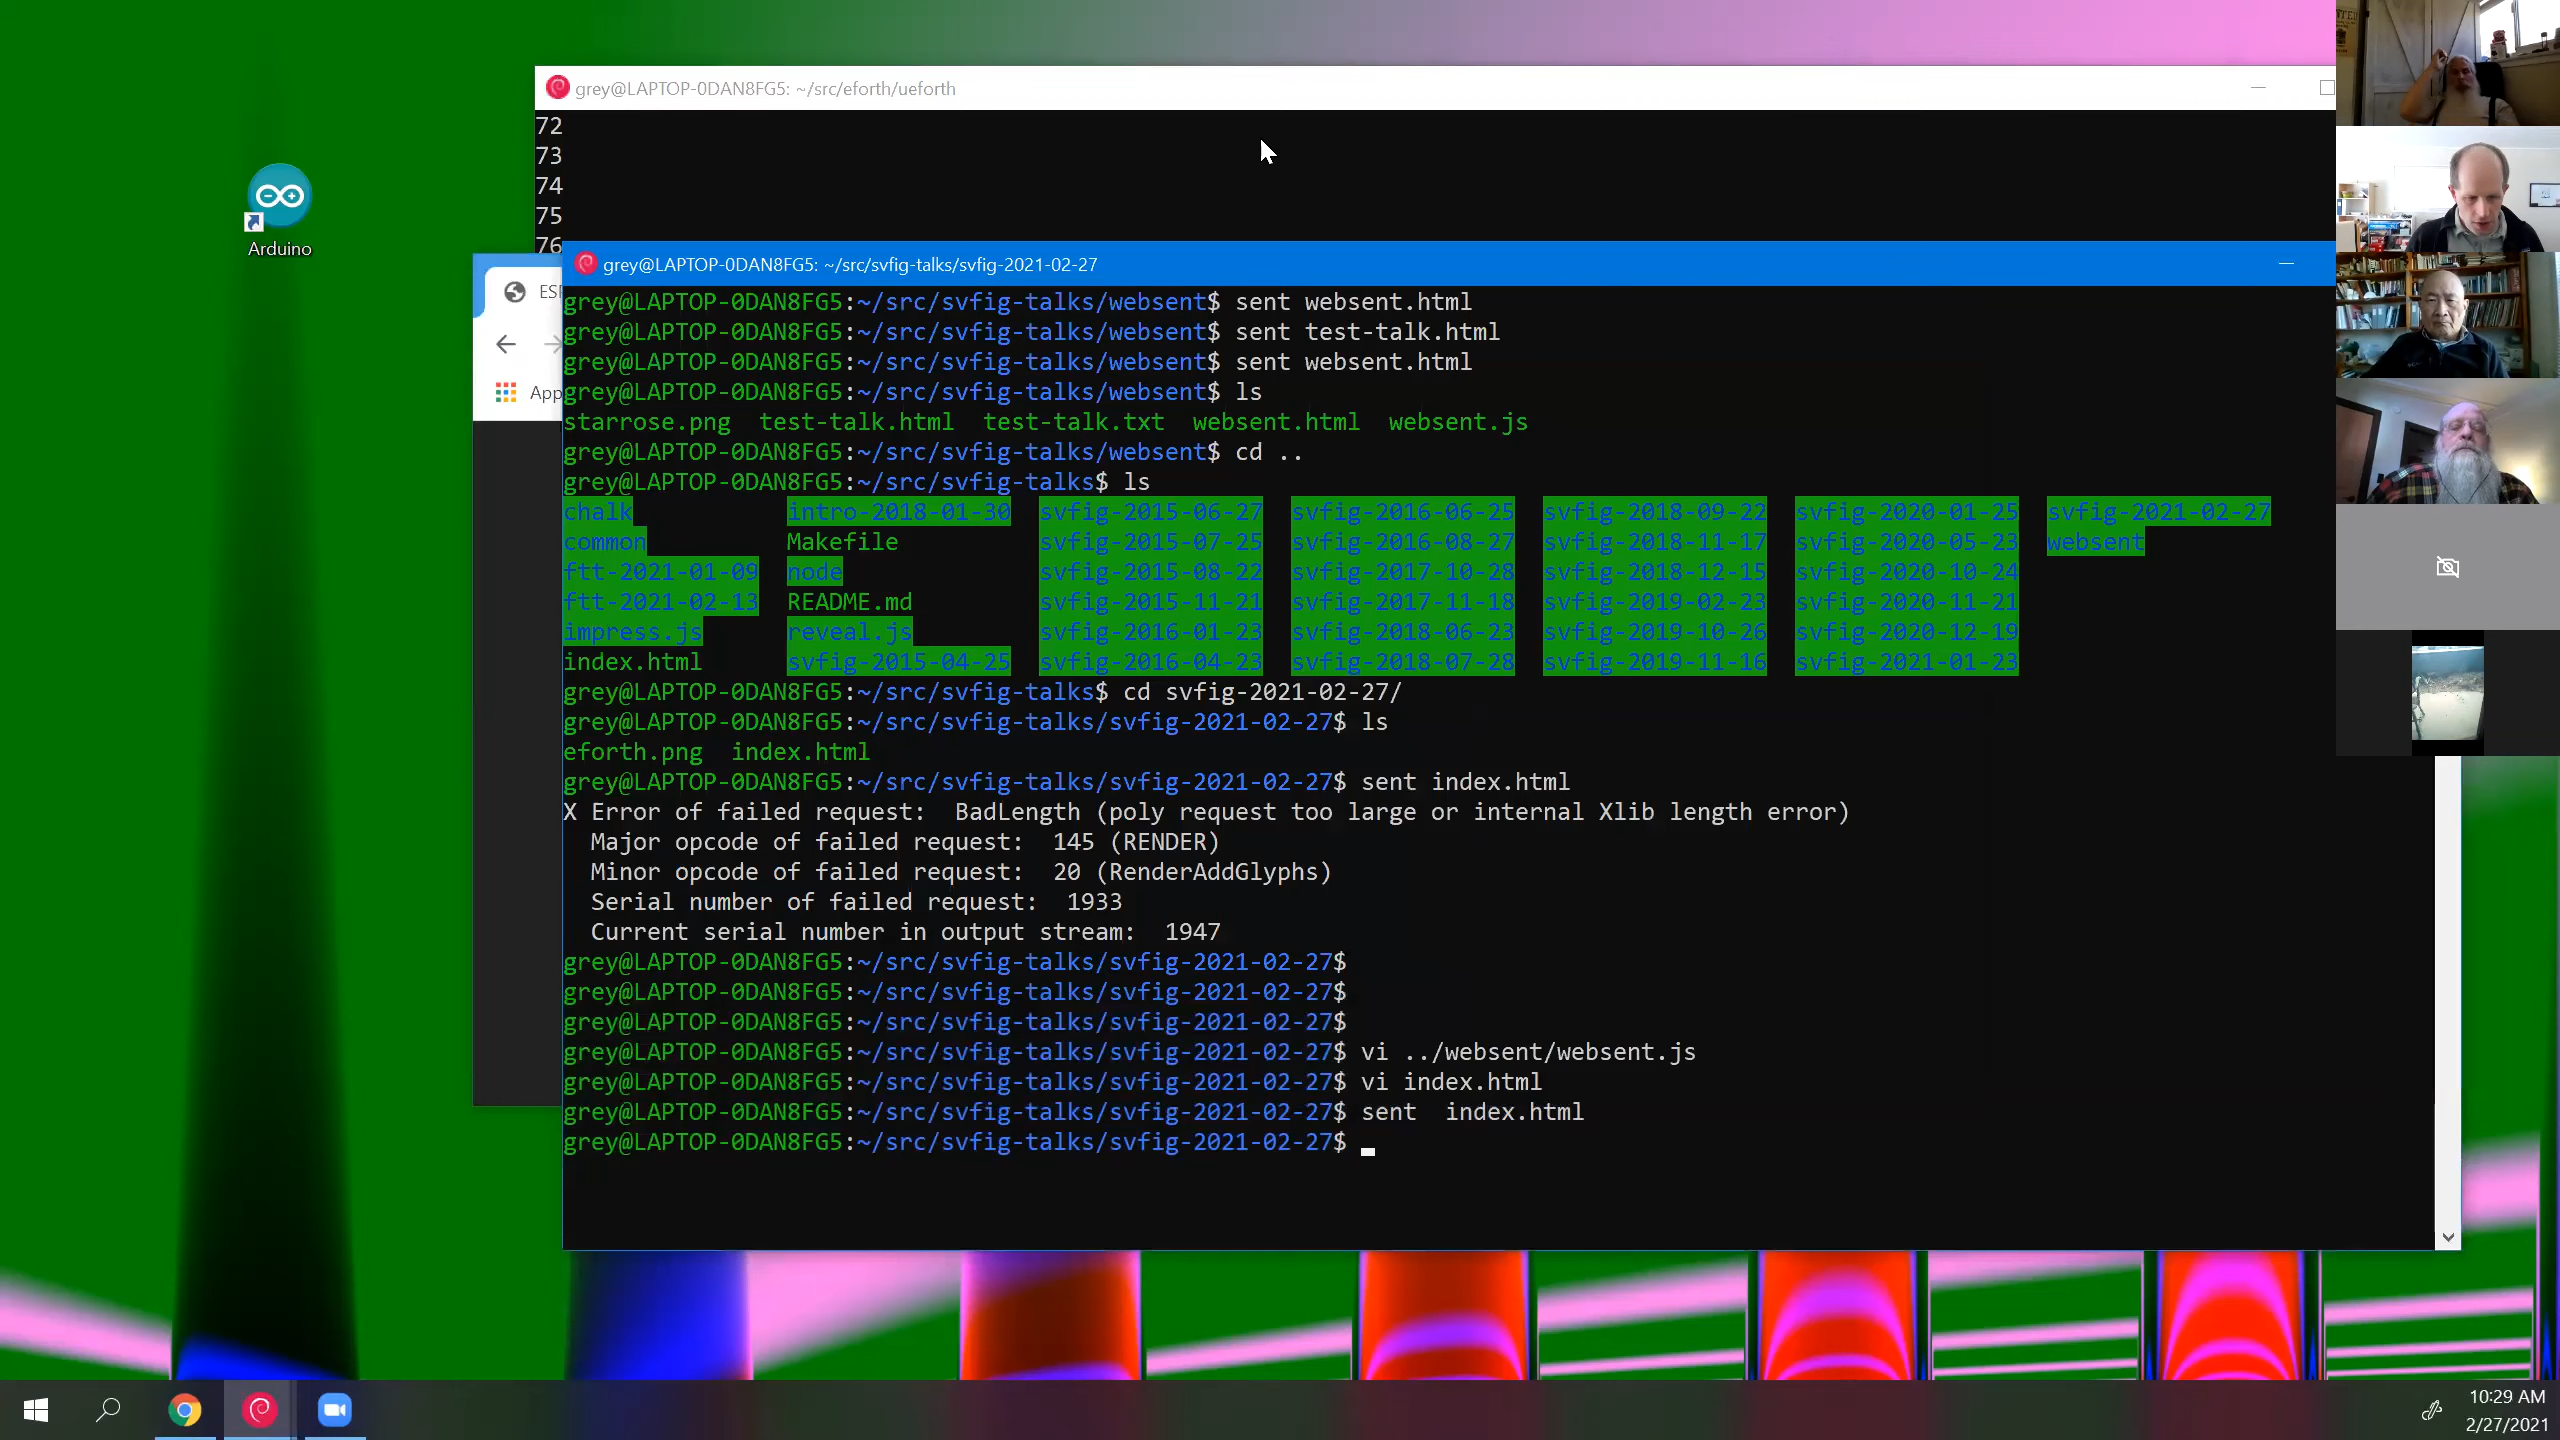 grey@LAPTOP-0DAN8FG5: ~/src/eforth/ueforth
72
73
74
75
76
Arduino
grey@LAPTOP-0DAN8FG5: ~/src/svfig-talks/svfig-2021-02-27
App
grey@LAPTOP-0DAN8FG5:~/src/svfig-talks/websent$ sent websent.html
grey@LAPTOP-0DAN8FG5:~/src/svfig-talks/websent$ sent test-talk.html
grey@LAPTOP-0DAN8FG5:~/src/svfig-talks/websent$ sent websent.html
grey@LAPTOP-0DAN8FG5:~/src/svfig-talks/websent$ ls
starrose.png test-talk.html test-talk.txt websent.html websent.js
grey@LAPTOP-0DAN8FG5:~/src/svfig-talks/websent$ cd ..
grey@LAPTOP-0DAN8FG5:~/src/svfig-talks$ ls
chalk intro-2018-01-30 svfig-2015-06-27 svfig-2016-06-25 svfig-2018-09-22 svfig-2020-01-25 svfig-2021-02-27
common Makefile svfig-2015-07-25 svfig-2016-08-27 svfig-2018-11-17 svfig-2020-05-23 websent
ftt-2021-01-09 node svfig-2015-08-22 svfig-2017-10-28 svfig-2018-12-15 svfig-2020-10-24
ftt-2021-02-13 README.md svfig-2015-11-21 svfig-2017-11-18 svfig-2019-02-23 svfig-2020-11-21
impress.js reveal.js svfig-2016-01-23 svfig-2018-06-23 svfig-2019-10-26 svfig-2020-12-19
index.html svfig-2015-04-25 svfig-2016-04-23 svfig-2018-07-28 svfig-2019-11-16 svfig-2021-01-23
grey@LAPTOP-0DAN8FG5:~/src/svfig-talks$ cd svfig-2021-02-27/
grey@LAPTOP-0DAN8FG5:~/src/svfig-talks/svfig-2021-02-27$ ls
eforth.png index.html
grey@LAPTOP-0DAN8FG5:~/src/svfig-talks/svfig-2021-02-27$ sent index.html
X Error of failed request: BadLength (poly request too large or internal Xlib length error)
Major opcode of failed request: 145 (RENDER)
Minor opcode of failed request: 20 (RenderAddGlyphs)
Serial number of failed request: 1933
Current serial number in output stream: 1947
grey@LAPTOP-0DAN8FG5:~/src/svfig-talks/svfig-2021-02-27$
grey@LAPTOP-0DAN8FG5:~/src/svfig-talks/svfig-2021-02-27$
grey@LAPTOP-0DAN8FG5:~/src/svfig-talks/svfig-2021-02-27$
grey@LAPTOP-0DAN8FG5:~/src/svfig-talks/svfig-2021-02-27$ vi ../websent/websent.js
grey@LAPTOP-0DAN8FG5:~/src/svfig-talks/svfig-2021-02-27$ vi index.html
grey@LAPTOP-0DAN8FG5:~/src/svfig-talks/svfig-2021-02-27$ sent index.html
grey@LAPTOP-0DAN8FG5:~/src/svfig-talks/svfig-2021-02-27$
10:29 AM
2/27/2021